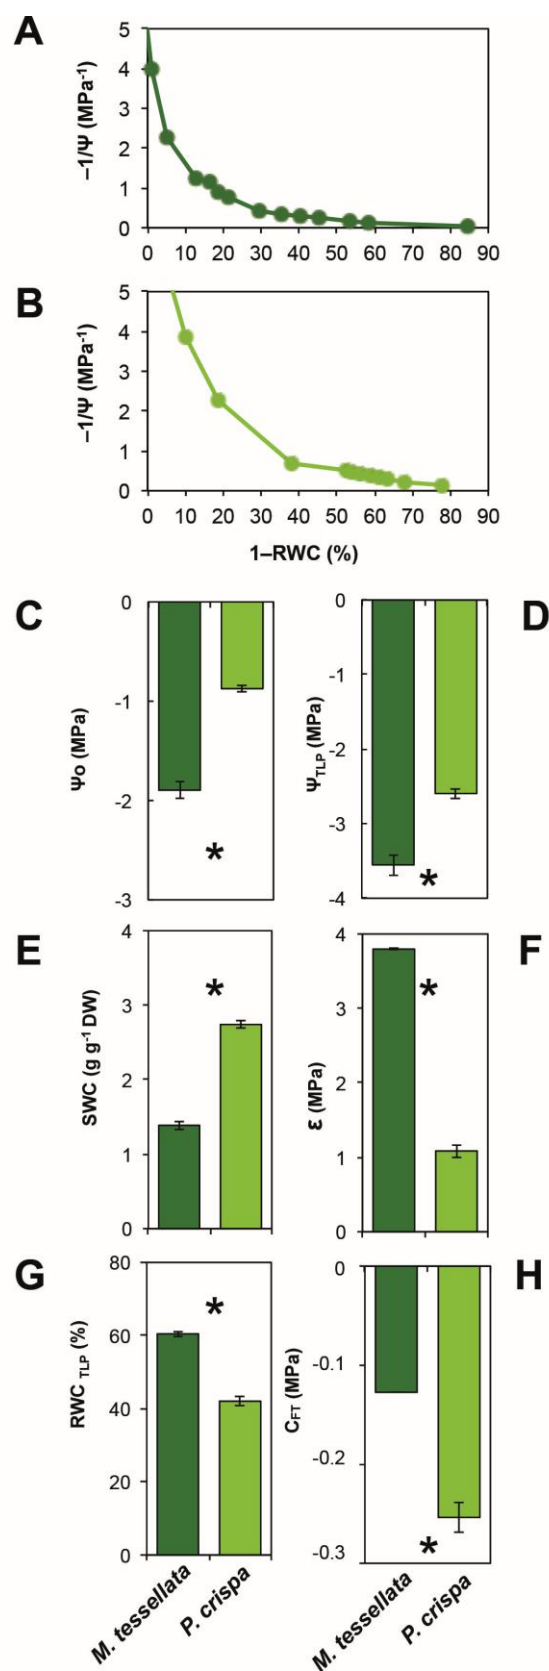 A
–1/Ψ (MPa⁻¹)
5
4
3
2
1
0
0 10 20 30 40 50 60 70 80 90
B
–1/Ψ (MPa⁻¹)
5
4
3
2
1
0
0 10 20 30 40 50 60 70 80 90
1–RWC (%)
C
Ψo (MPa)
0
-1
-2
-3
*
D
ΨTLP (MPa)
0
-1
-2
-3
-4
*
E
SWC (g g⁻¹ DW)
4
3
2
1
0
*
F
ε (MPa)
4
3
2
1
0
*
G
RWC TLP (%)
80
60
40
20
0
*
M. tessellata
P. crispa
H
CFT (MPa)
0
-0.1
-0.2
-0.3
*
M. tessellata
P. crispa